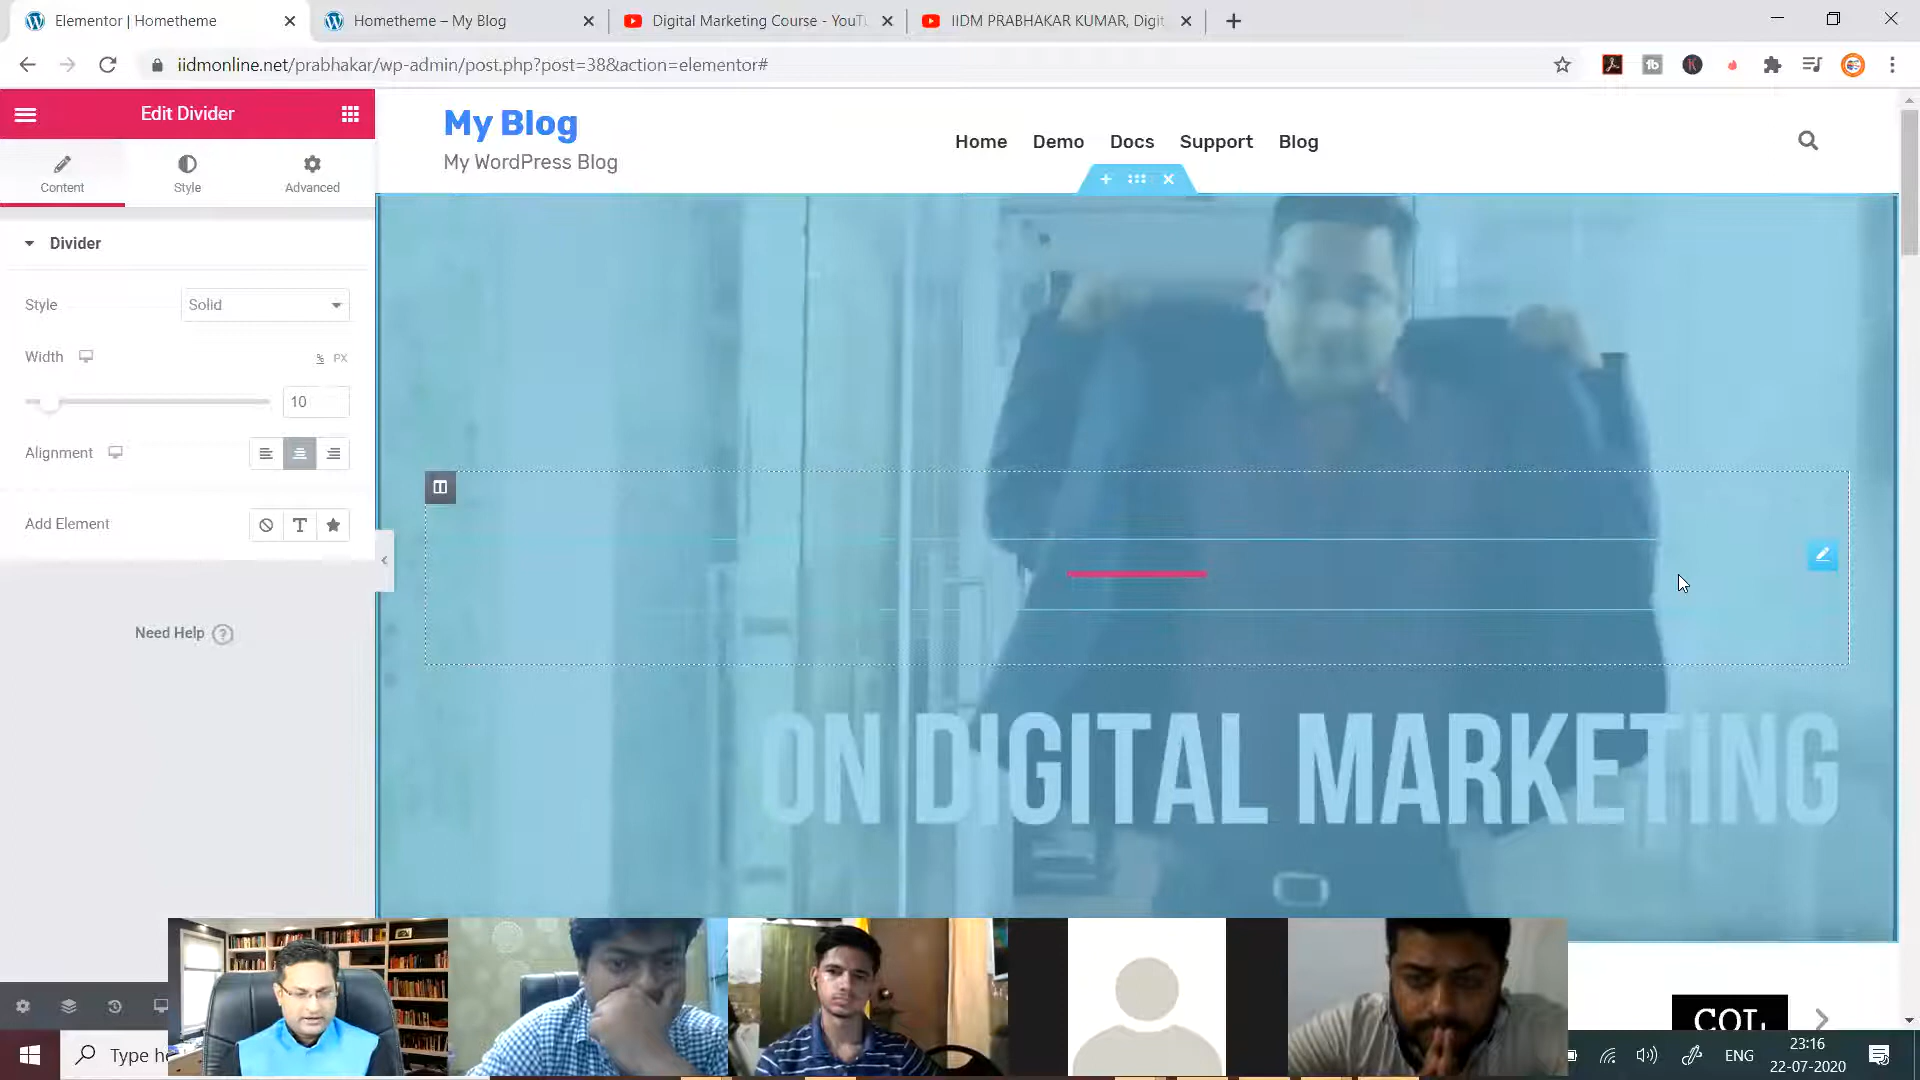 Elementor | Hometheme
Hometheme – My Blog
Digital Marketing Course - YouTu
IIDM PRABHAKAR KUMAR, Digit
iidmonline.net/prabhakar/wp-admin/post.php?post=38&action=elementor#
Edit Divider
Content
Style
Advanced
Divider
Style
Solid
Width
% PX
10
Alignment
Add Element
T
Need Help ?
My Blog
My WordPress Blog
Home
Demo
Docs
Support
Blog
ON DIGITAL MARKETING
COL
Type he
ENG
23:16
22-07-2020